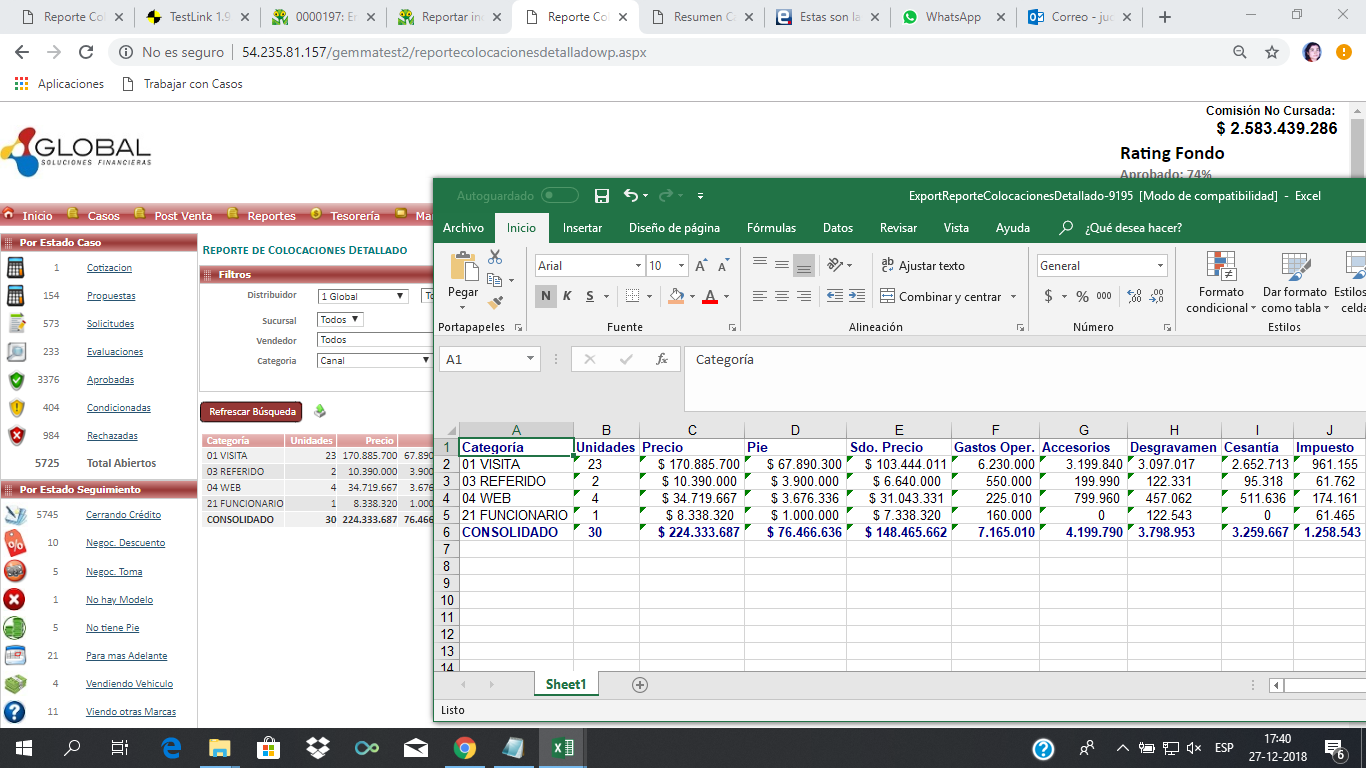 Reporte Co
TestLink 1.9
0000197: E
Reportar in
Reporte Co
Resumen C
Estas son la
WhatsApp
Correo - juc
No es seguro
54.235.81.157/gemmatest2/reportecolocacionesdetalladowp.aspx
Aplicaciones
Trabajar con Casos
GLOBAL
SOLUCIONES FINANCIERAS
Comisión No Cursada:
$ 2.583.439.286
Rating Fondo
Aprobado: 74%
Inicio Casos Post Venta Reportes Tesorería Ma
Por Estado Caso
1 Cotizacion
154 Propuestas
573 Solicitudes
233 Evaluaciones
3376 Aprobadas
404 Condicionadas
984 Rechazadas
5725 Total Abiertos
Por Estado Seguimiento
5745 Cerrando Crédito
10 Negoc. Descuento
5 Negoc. Toma
1 No hay Modelo
5 No tiene Pie
21 Para mas Adelante
4 Vendiendo Vehiculo
11 Viendo otras Marcas
REPORTE DE COLOCACIONES DETALLADO
Filtros
Distribuidor 1 Global To
Sucursal Todos
Vendedor Todos
Categoria Canal
Refrescar Búsqueda
Categoría Unidades Precio
01 VISITA 23 170.885.700 67.890
03 REFERIDO 2 10.390.000 3.900
04 WEB 4 34.719.667 3.676
21 FUNCIONARIO 1 8.338.320 1.000
CONSOLIDADO 30 224.333.687 76.466
Autoguardado
ExportReporteColocacionesDetallado-9195 [Modo de compatibilidad] - Excel
Archivo Inicio Insertar Diseño de página Fórmulas Datos Revisar Vista Ayuda ¿Qué desea hacer?
Pegar
Portapapeles
Arial 10
N K S
Fuente
Ajustar texto
Combinar y centrar
Alineación
General
$ % 000
Número
Formato condicional
Dar formato como tabla
Estilos
celda
Estilos
A1
fx
Categoría
A B C D E F G H I J
1 Categoría Unidades Precio Pie Sdo. Precio Gastos Oper. Accesorios Desgravamen Cesantía Impuesto
2 01 VISITA 23 $ 170.885.700 $ 67.890.300 $ 103.444.011 6.230.000 3.199.840 3.097.017 2.652.713 961.155
3 03 REFERIDO 2 $ 10.390.000 $ 3.900.000 $ 6.640.000 550.000 199.990 122.331 95.318 61.762
4 04 WEB 4 $ 34.719.667 $ 3.676.336 $ 31.043.331 225.010 799.960 457.062 511.636 174.161
5 21 FUNCIONARIO 1 $ 8.338.320 $ 1.000.000 $ 7.338.320 160.000 0 122.543 0 61.465
6 CONSOLIDADO 30 $ 224.333.687 $ 76.466.636 $ 148.465.662 7.165.010 4.199.790 3.798.953 3.259.667 1.258.543
7
8
9
10
11
12
13
14
Sheet1
Listo
ESP
17:40
27-12-2018
6